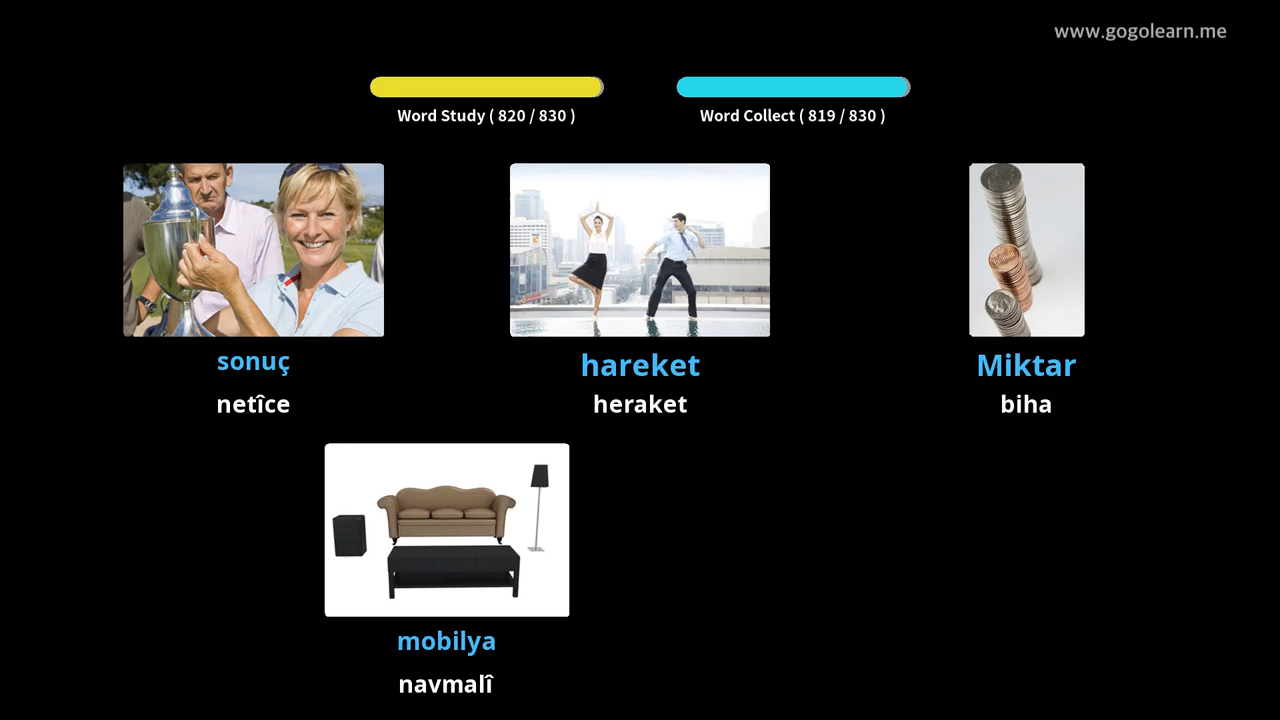 www.gogolearn.me
Word Study ( 820 / 830 )
Word Collect ( 819 / 830 )
sonuç
netîce
hareket
heraket
Miktar
biha
mobilya
navmalî